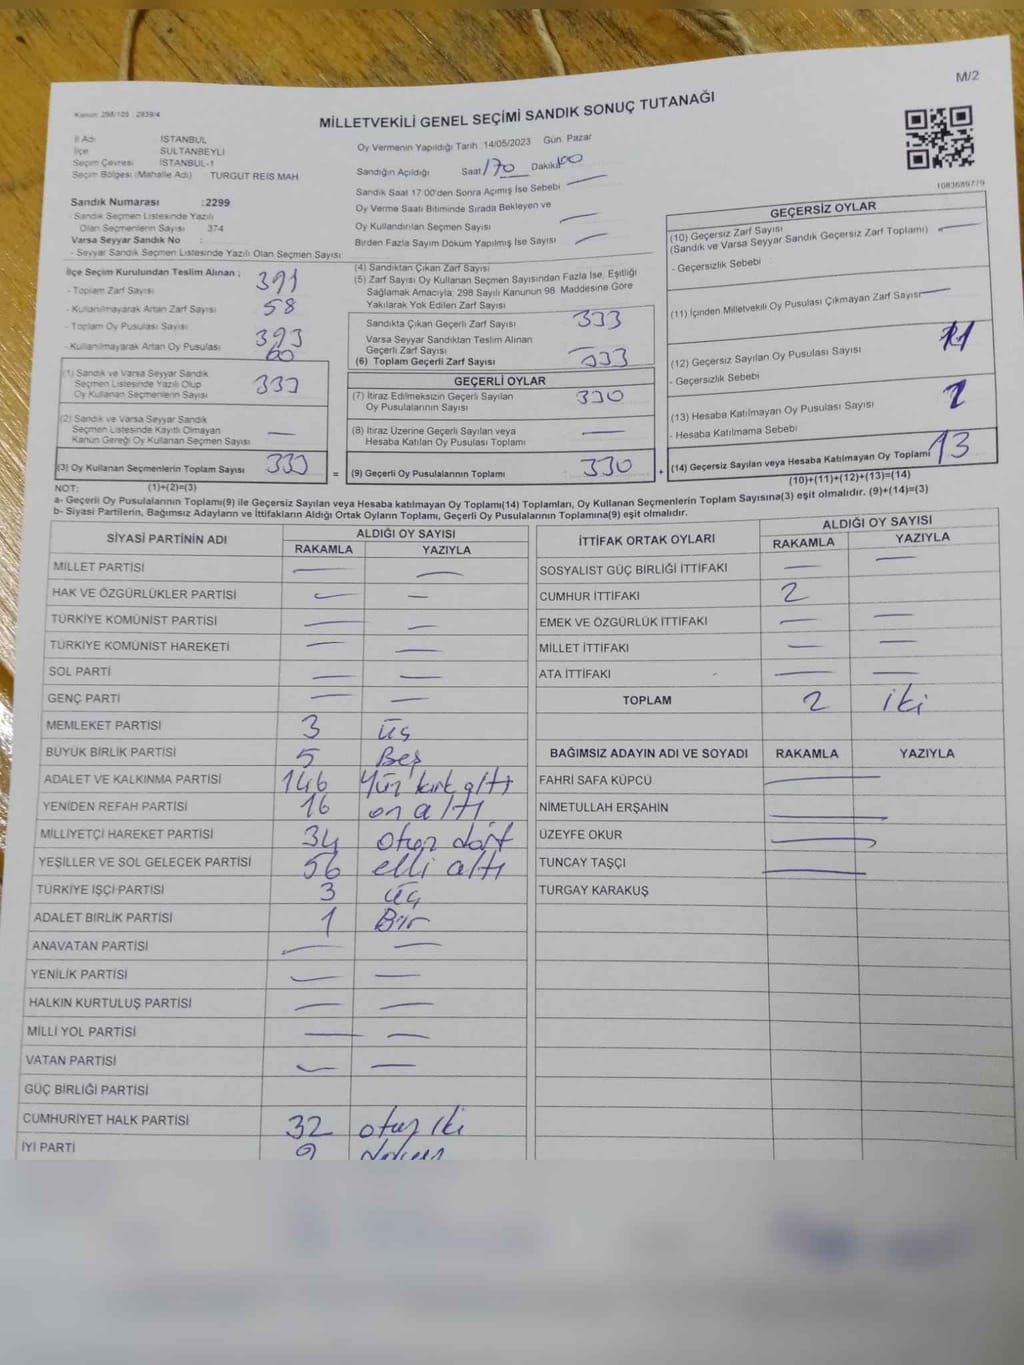 M/2
Kanun: 298/105 , 2839/4
MİLLETVEKİLİ GENEL SEÇİMİ SANDIK SONUÇ TUTANAĞI
İl Adı İSTANBUL
İlçe SULTANBEYLİ
Seçim Çevresi İSTANBUL-1
Seçim Bölgesi (Mahalle Adı) TURGUT REİS MAH
Sandık Numarası :2299
- Sandık Seçmen Listesinde Yazılı
Olan Seçmenlerin Sayısı 374
Varsa Seyyar Sandık No :
- Seyyar Sandık Seçmen Listesinde Yazılı Olan Seçmen Sayısı
Oy Vermenin Yapıldığı Tarih 14/05/2023 Gün. Pazar
Sandığın Açıldığı Saat Dakika
Sandık Saat 17:00'den Sonra Açımış İse Sebebi —
Oy Verme Saati Bitiminde Sırada Bekleyen ve
Oy Kullandırılan Seçmen Sayısı —
Birden Fazla Sayım Döküm Yapılmış İse Sayısı —
1083689779
İlçe Seçim Kurulundan Teslim Alınan ;
- Toplam Zarf Sayısı 391
- Kullanılmayarak Artan Zarf Sayısı 58
- Toplam Oy Pusulası Sayısı 393
- Kullanılmayarak Artan Oy Pusulası 60
(1) Sandık ve Varsa Seyyar Sandık
Seçmen Listesinde Yazılı Olup
Oy Kullanan Seçmenlerin Sayısı 333
(2) Sandık ve Varsa Seyyar Sandık
Seçmen Listesinde Kayıtlı Olmayan
Kanun Gereği Oy Kullanan Seçmen Sayısı —
(3) Oy Kullanan Seçmenlerin Toplam Sayısı 333 =
(4) Sandıktan Çıkan Zarf Sayısı
(5) Zarf Sayısı Oy Kullanan Seçmen Sayısından Fazla İse, Eşitliği
Sağlamak Amacıyla; 298 Sayılı Kanunun 98. Maddesine Göre
Yakılarak Yok Edilen Zarf Sayısı
Sandıkta Çıkan Geçerli Zarf Sayısı 333
Varsa Seyyar Sandıktan Teslim Alınan
Geçerli Zarf Sayısı —
(6) Toplam Geçerli Zarf Sayısı 333
GEÇERLİ OYLAR
(7) İtiraz Edilmeksizin Geçerli Sayılan
Oy Pusulalarının Sayısı 330
(8) İtiraz Üzerine Geçerli Sayılan veya
Hesaba Katılan Oy Pusulası Toplamı —
(9) Geçerli Oy Pusulalarının Toplamı 330 +
GEÇERSİZ OYLAR
(10) Geçersiz Zarf Sayısı —
(Sandık ve Varsa Seyyar Sandık Geçersiz Zarf Toplamı)
- Geçersizlik Sebebi
(11) İçinden Milletvekili Oy Pusulası Çıkmayan Zarf Sayısı —
(12) Geçersiz Sayılan Oy Pusulası Sayısı 11
- Geçersizlik Sebebi
(13) Hesaba Katılmayan Oy Pusulası Sayısı 2
- Hesaba Katılmama Sebebi
(14) Geçersiz Sayılan veya Hesaba Katılmayan Oy Toplamı 13
NOT: (1)+(2)=(3)
(10)+(11)+(12)+(13)=(14)
a- Geçerli Oy Pusulalarının Toplamı(9) ile Geçersiz Sayılan veya Hesaba katılmayan Oy Toplamı(14) Toplamları, Oy Kullanan Seçmenlerin Toplam Sayısına(3) eşit olmalıdır. (9)+(14)=(3)
b- Siyasi Partilerin, Bağımsız Adayların ve İttifakların Aldığı Ortak Oyların Toplamı, Geçerli Oy Pusulalarının Toplamına(9) eşit olmalıdır.
SİYASİ PARTİNİN ADI ALDIĞI OY SAYISI
RAKAMLA YAZIYLA
MİLLET PARTİSİ — —
HAK VE ÖZGÜRLÜKLER PARTİSİ — —
TÜRKİYE KOMÜNİST PARTİSİ — —
TÜRKİYE KOMÜNİST HAREKETİ — —
SOL PARTİ — —
GENÇ PARTİ — —
MEMLEKET PARTİSİ 3 üç
BÜYÜK BİRLİK PARTİSİ 5 Beş
ADALET VE KALKINMA PARTİSİ 146 Yüz kırk altı
YENİDEN REFAH PARTİSİ 16 on altı
MİLLİYETÇİ HAREKET PARTİSİ 34 otuz dört
YEŞİLLER VE SOL GELECEK PARTİSİ 56 elli altı
TÜRKİYE İŞÇİ PARTİSİ 3 üç
ADALET BİRLİK PARTİSİ 1 Bir
ANAVATAN PARTİSİ — —
YENİLİK PARTİSİ — —
HALKIN KURTULUŞ PARTİSİ — —
MİLLİ YOL PARTİSİ — —
VATAN PARTİSİ — —
GÜÇ BİRLİĞİ PARTİSİ
CUMHURİYET HALK PARTİSİ 32 otuz iki
İYİ PARTİ
İTTİFAK ORTAK OYLARI ALDIĞI OY SAYISI
RAKAMLA YAZIYLA
SOSYALİST GÜÇ BİRLİĞİ İTTİFAKI — —
CUMHUR İTTİFAKI 2
EMEK VE ÖZGÜRLÜK İTTİFAKI — —
MİLLET İTTİFAKI — —
ATA İTTİFAKI — —
TOPLAM 2 iki
BAĞIMSIZ ADAYIN ADI VE SOYADI RAKAMLA YAZIYLA
FAHRİ SAFA KÜPCÜ —
NİMETULLAH ERŞAHİN —
ÜZEYFE OKUR —
TUNCAY TAŞÇI —
TURGAY KARAKUŞ